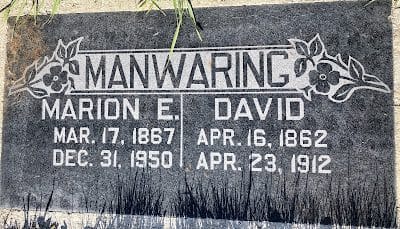 MANWARING
MARION E. DAVID
MAR. 17, 1867 APR. 16, 1862
DEC. 31, 1950 APR. 23, 1912